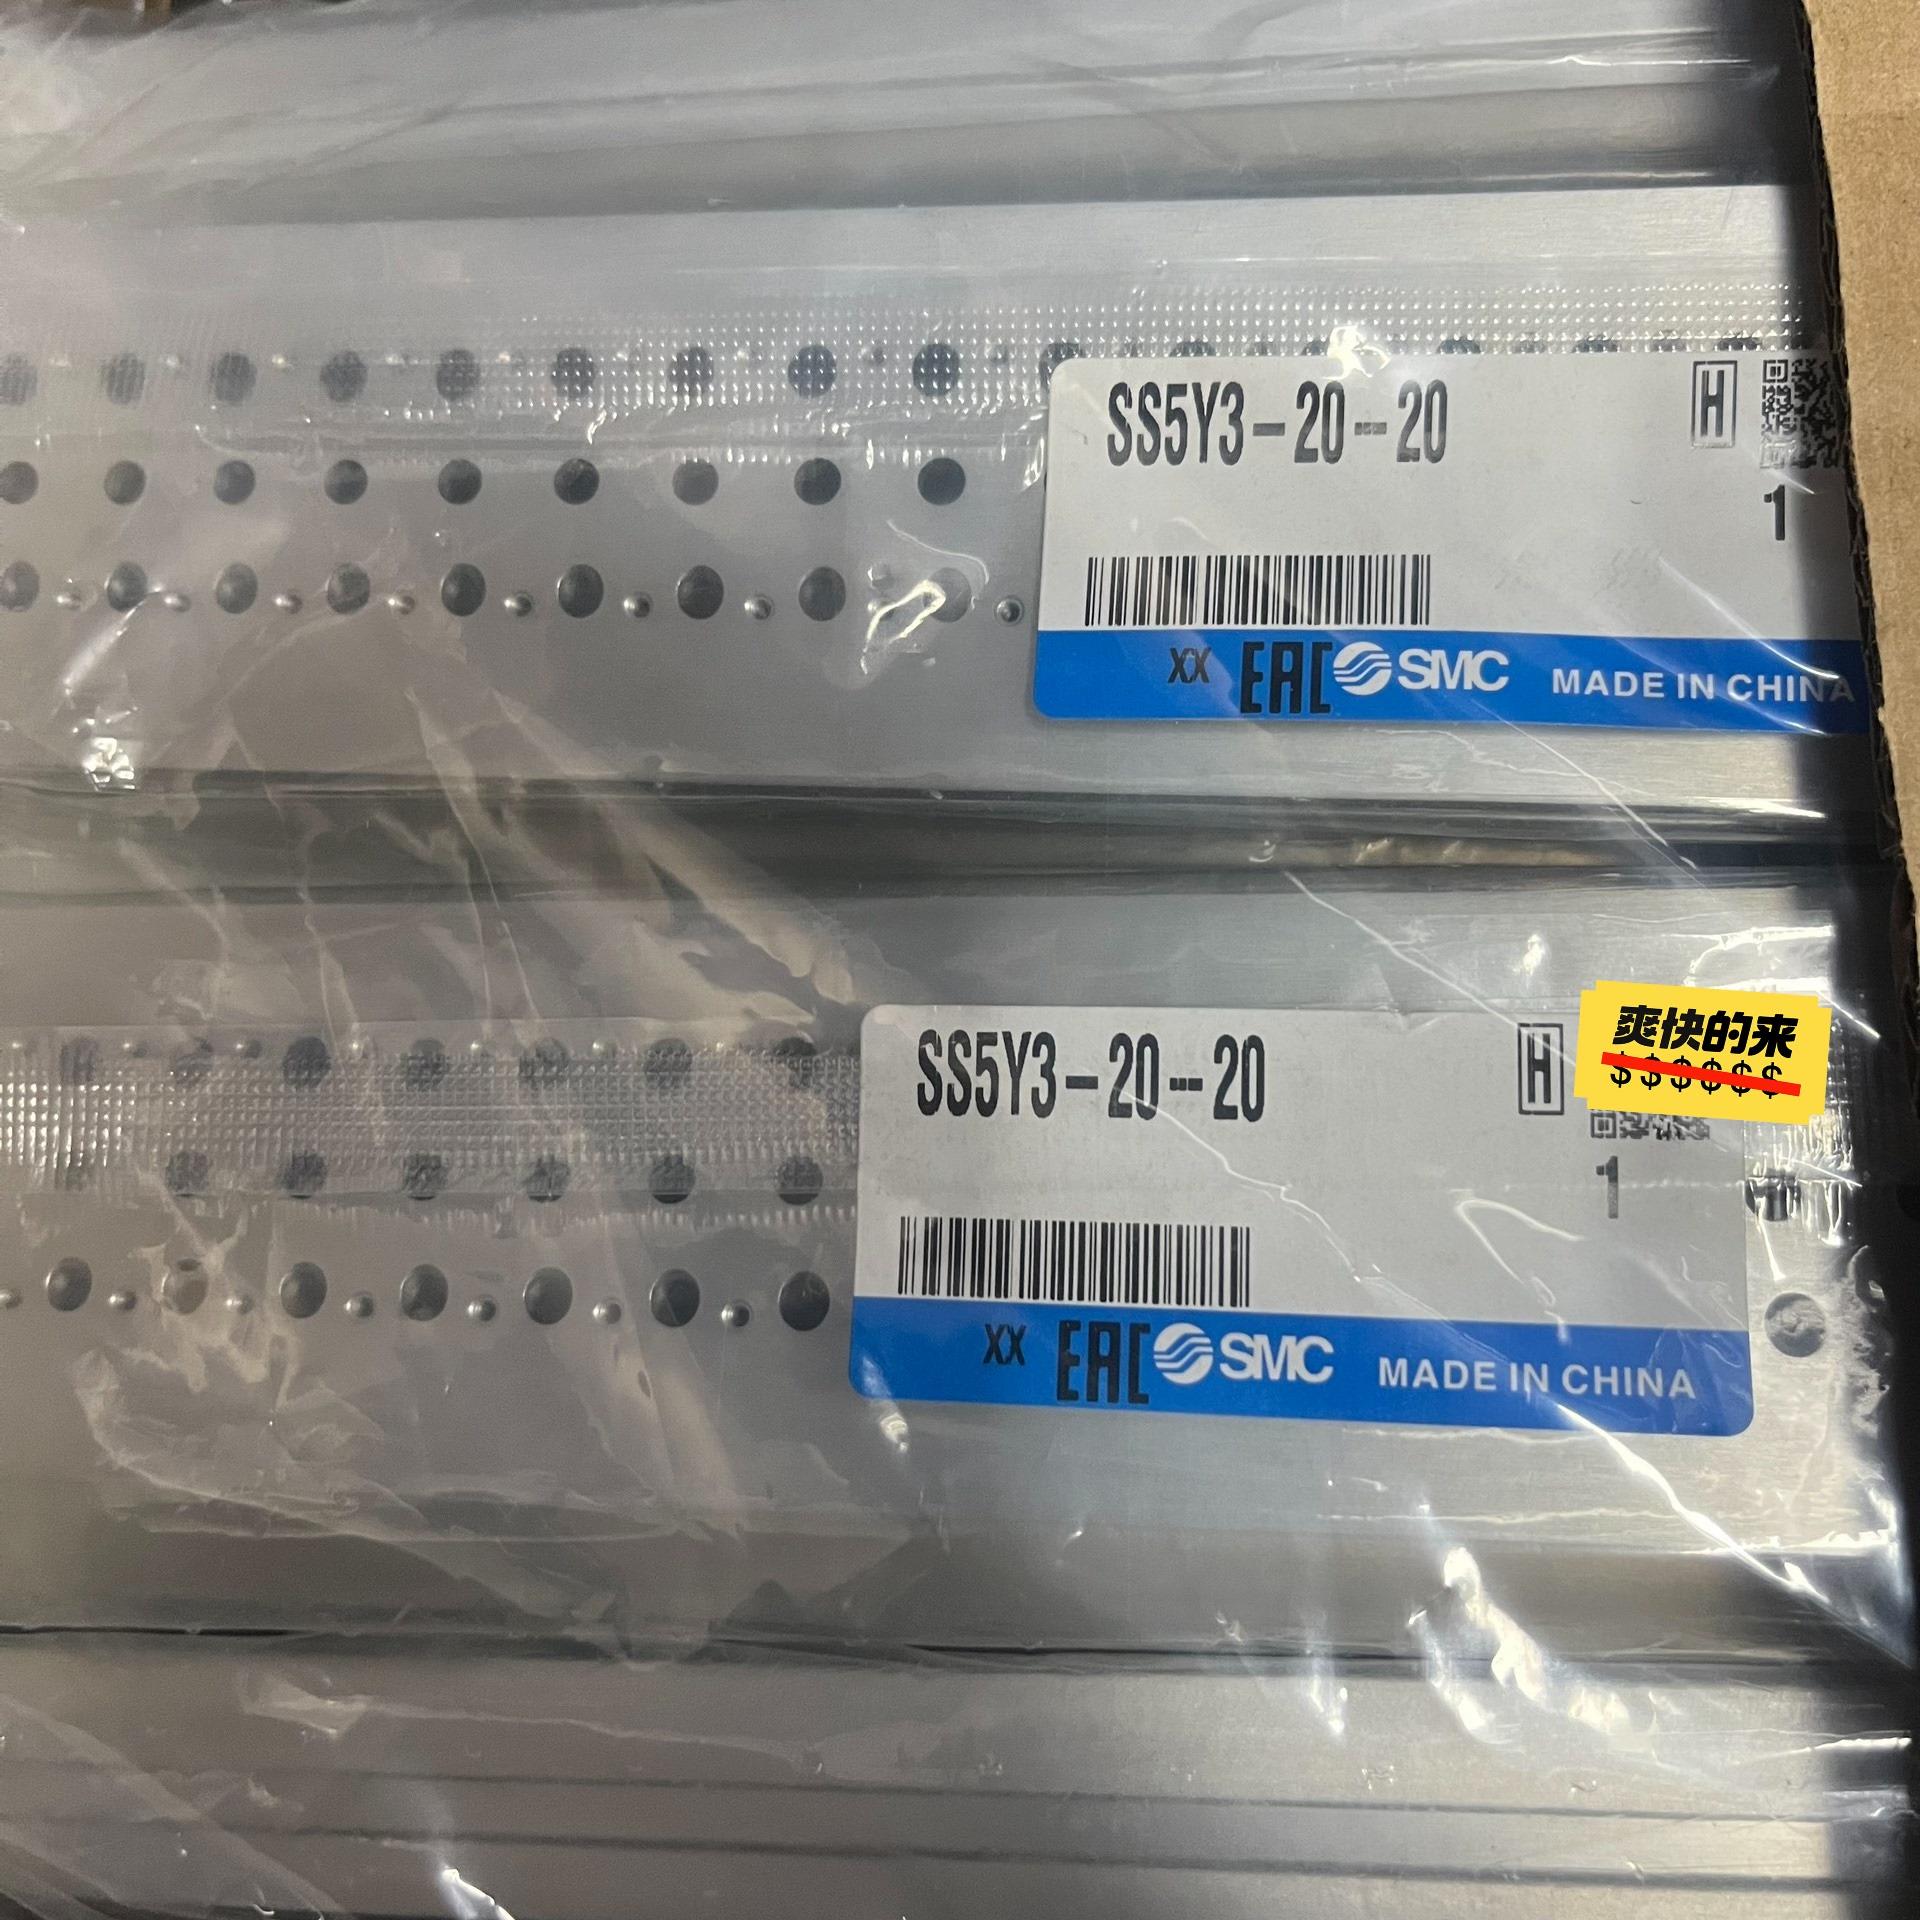 SS5Y3-20--20
H
1
XX EAC SMC MADE IN CHINA
SS5Y3-20--20
H
爽快的来
$$$$$$
1
XX EAC SMC MADE IN CHINA